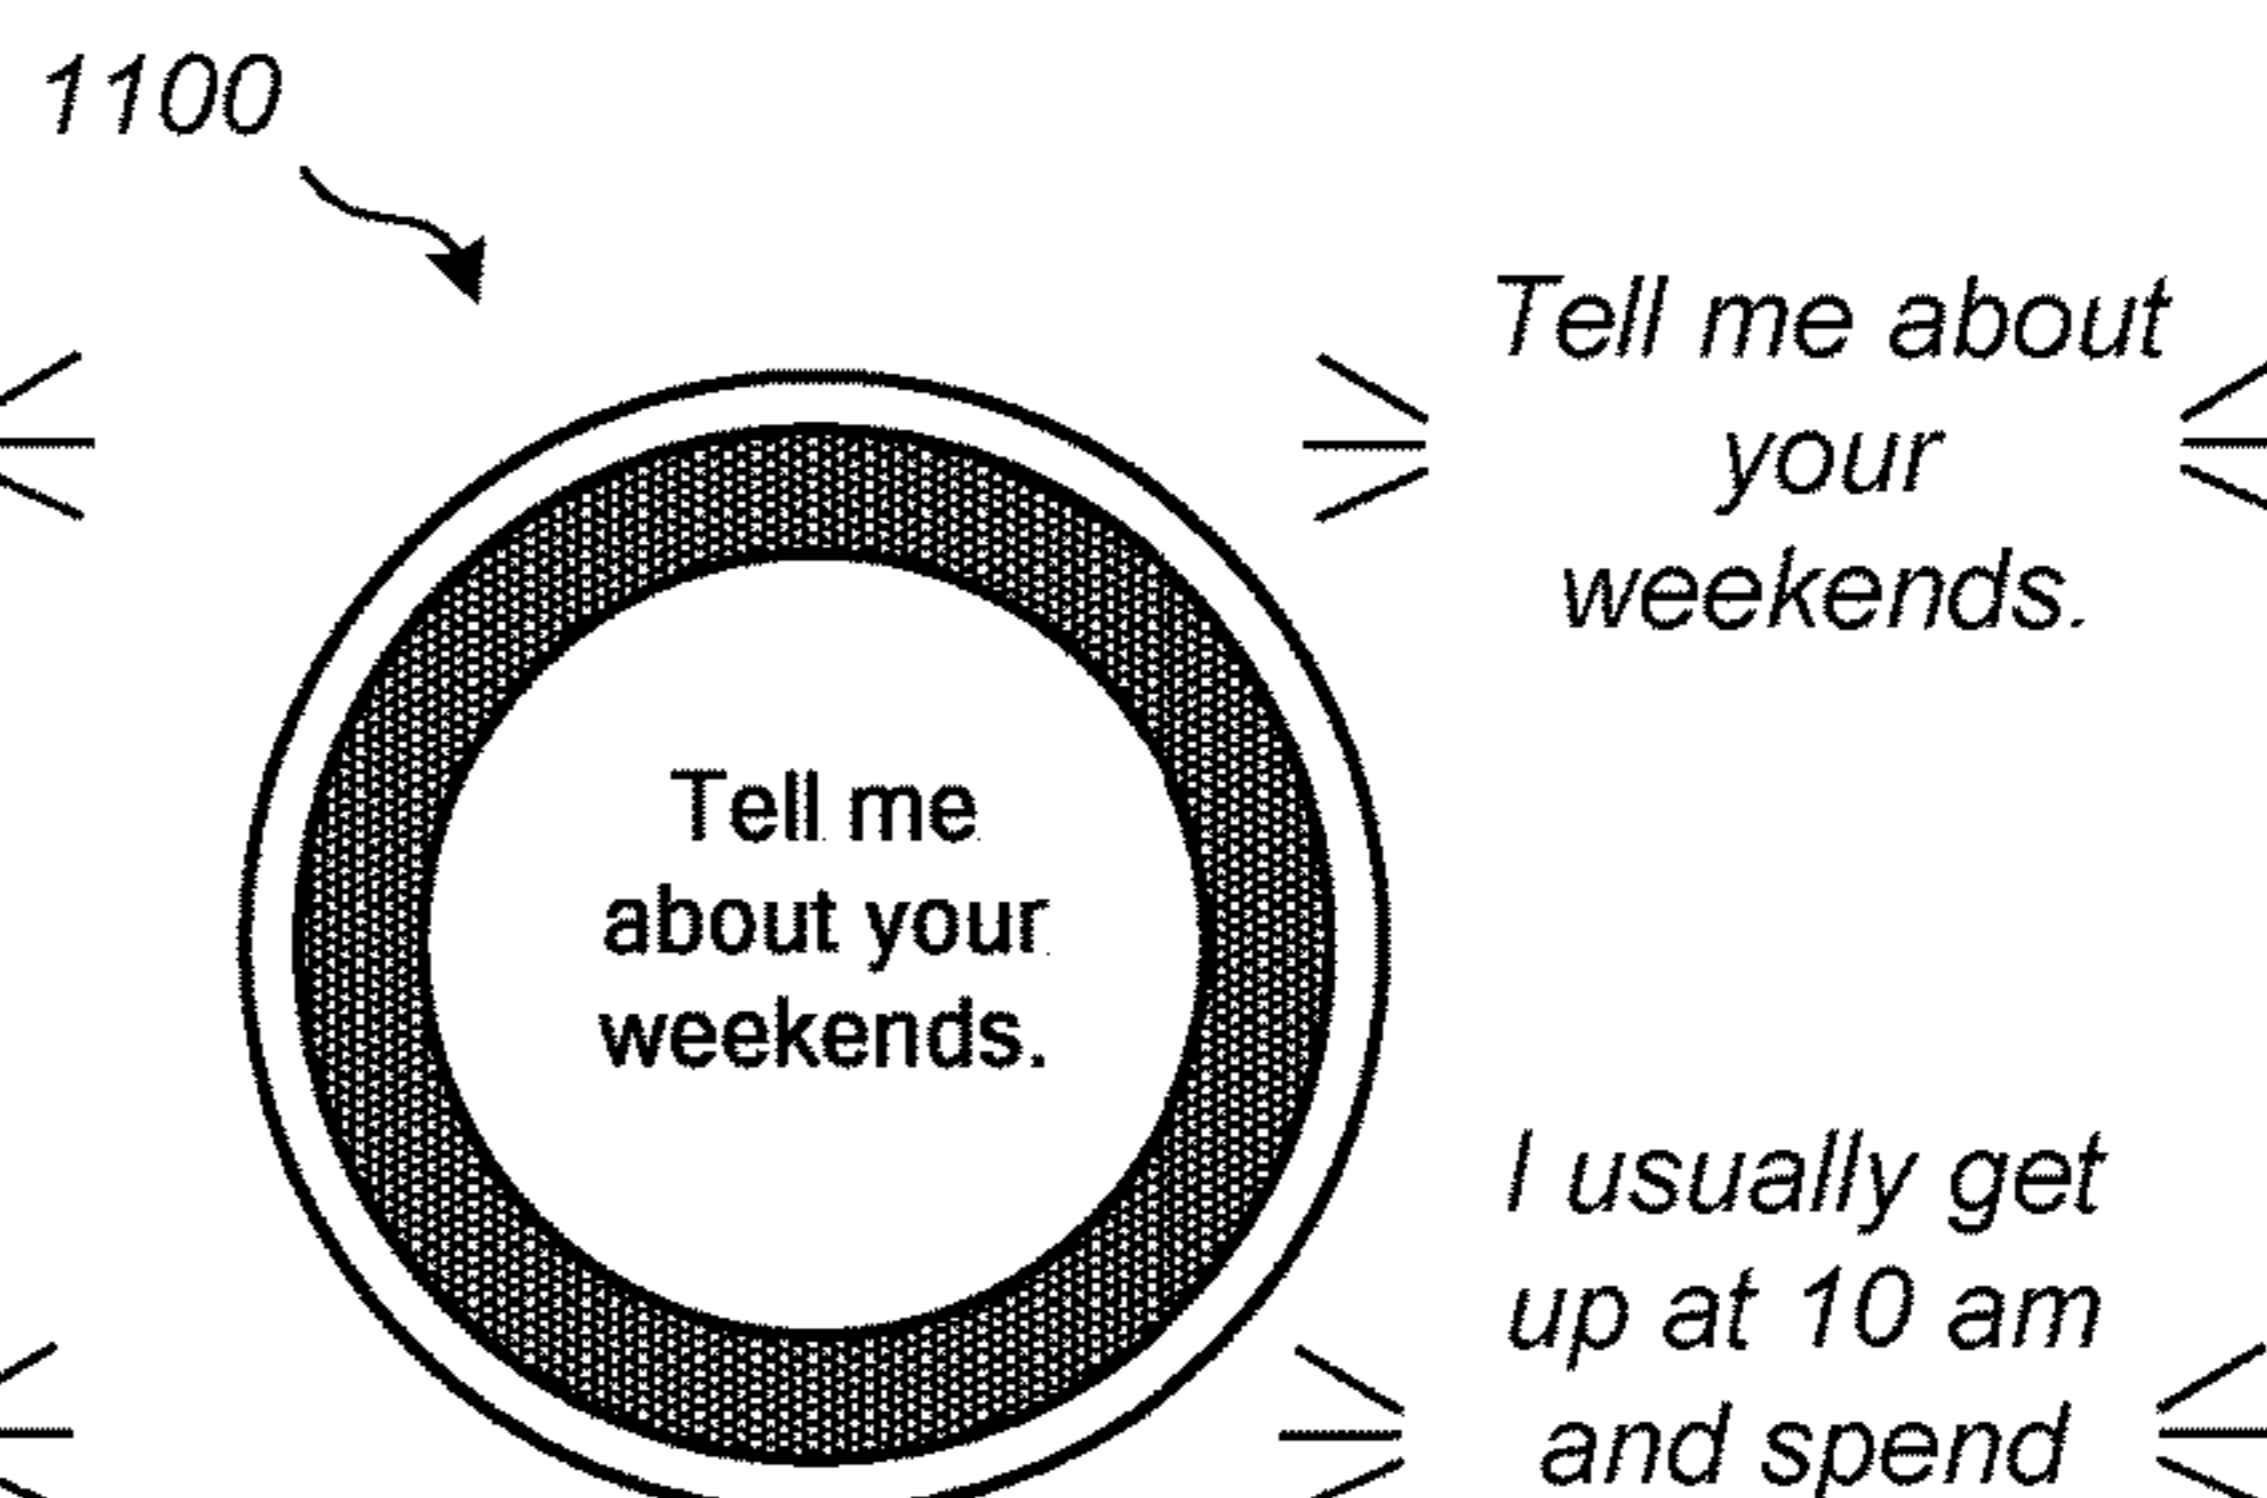 1100
Tell me about
your
weekends.
Tell me
about your
weekends.
I usually get
up at 10 am
and spend